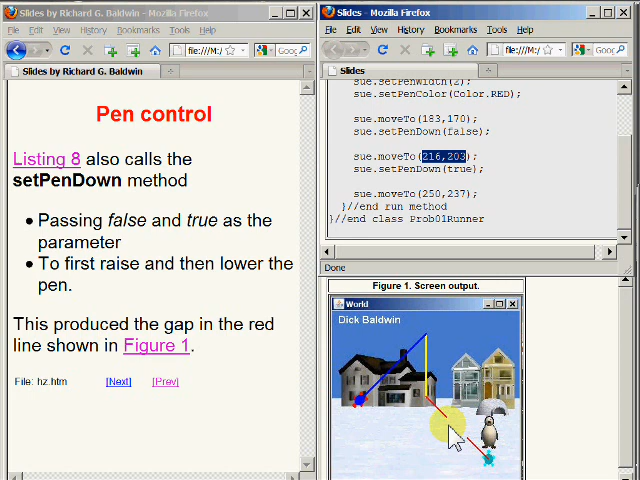 Slides by Richard G. Baldwin - Mozilla Firefox
File Edit View History Bookmarks Tools Help
file:///M:/
Goog
Slides by Richard G. Baldwin
Pen control
Listing 8 also calls the
setPenDown method
• Passing false and true as the
parameter
• To first raise and then lower the
pen.
This produced the gap in the red
line shown in Figure 1.
File: hz.htm [Next] [Prev]
Slides - Mozilla Firefox
File Edit View History Bookmarks Tools Help
file:///M:/
Goog
Slides
sue.setPenWidth(2);
sue.setPenColor(Color.RED);
sue.moveTo(183,170);
sue.setPenDown(false);
sue.moveTo(216,203);
sue.setPenDown(true);
sue.moveTo(250,237);
}//end run method
}//end class Prob01Runner
Done
Figure 1. Screen output.
World
Dick Baldwin